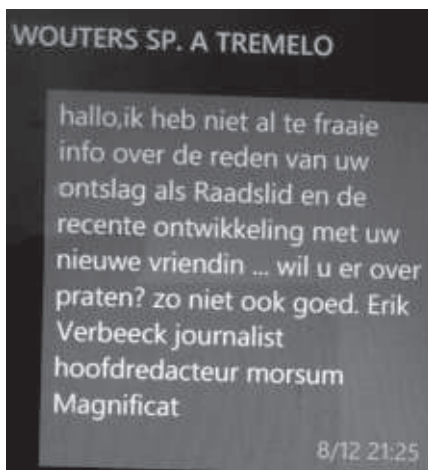 WOUTERS SP. A TREMELO
hallo,ik heb niet al te fraaie
info over de reden van uw
ontslag als Raadslid en de
recente ontwikkeling met uw
nieuwe vriendin ... wil u er over
praten? zo niet ook goed. Erik
Verbeeck journalist
hoofdredacteur morsum
Magnificat
8/12 21:25